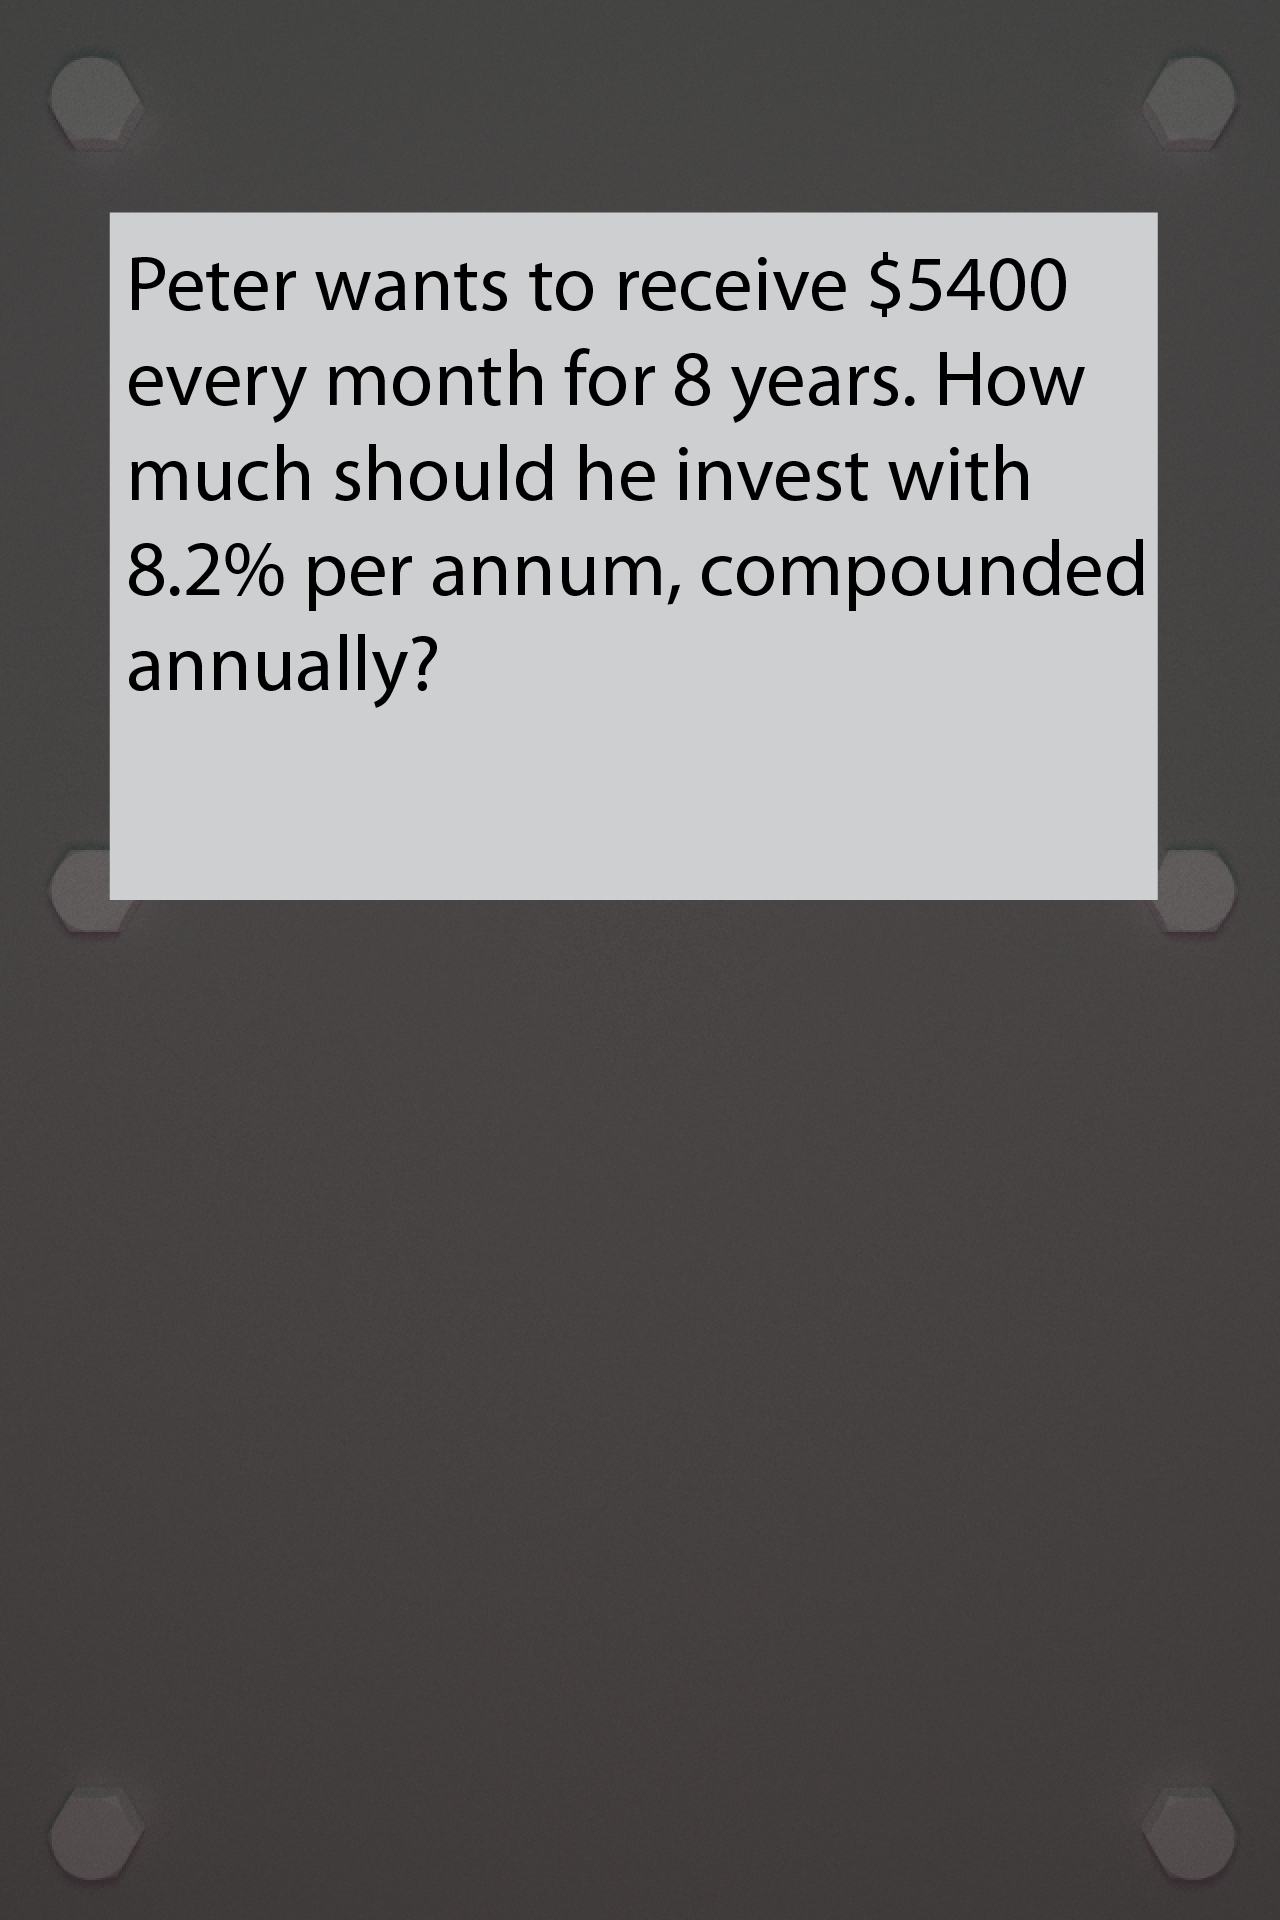 Peter wants to receive $5400
every month for 8 years. How
much should he invest with
8.2% per annum, compounded
annually?